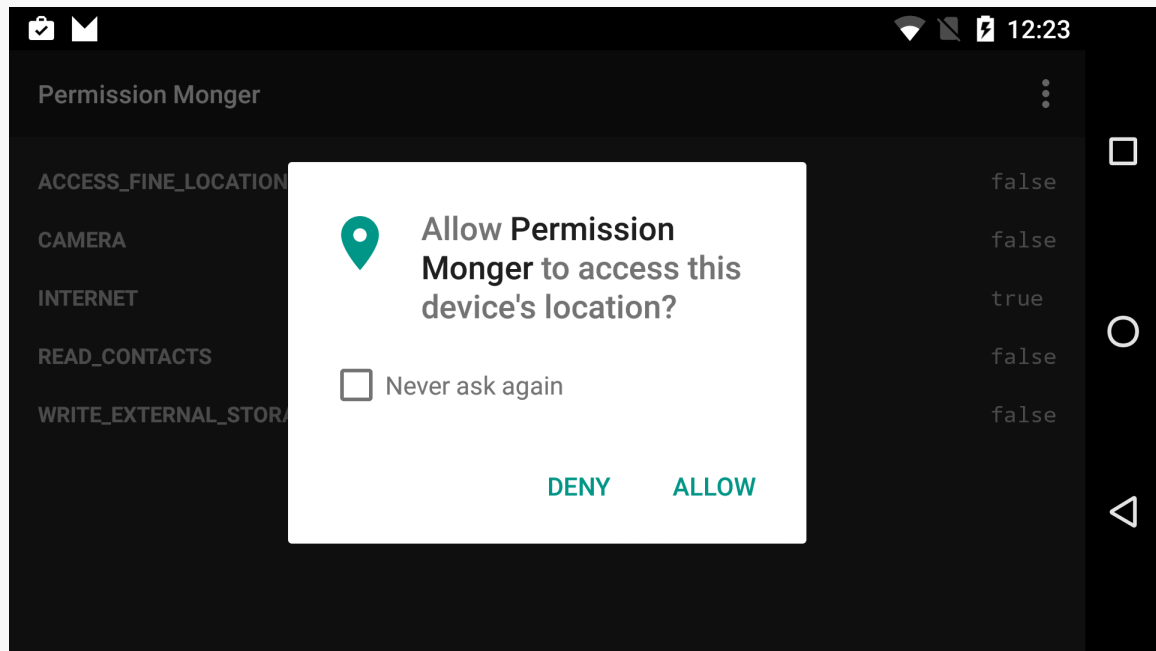 12:23
Permission Monger
ACCESS_FINE_LOCATION false
CAMERA false
INTERNET true
READ_CONTACTS false
WRITE_EXTERNAL_STORA false
Allow Permission
Monger to access this
device's location?
Never ask again
DENY ALLOW